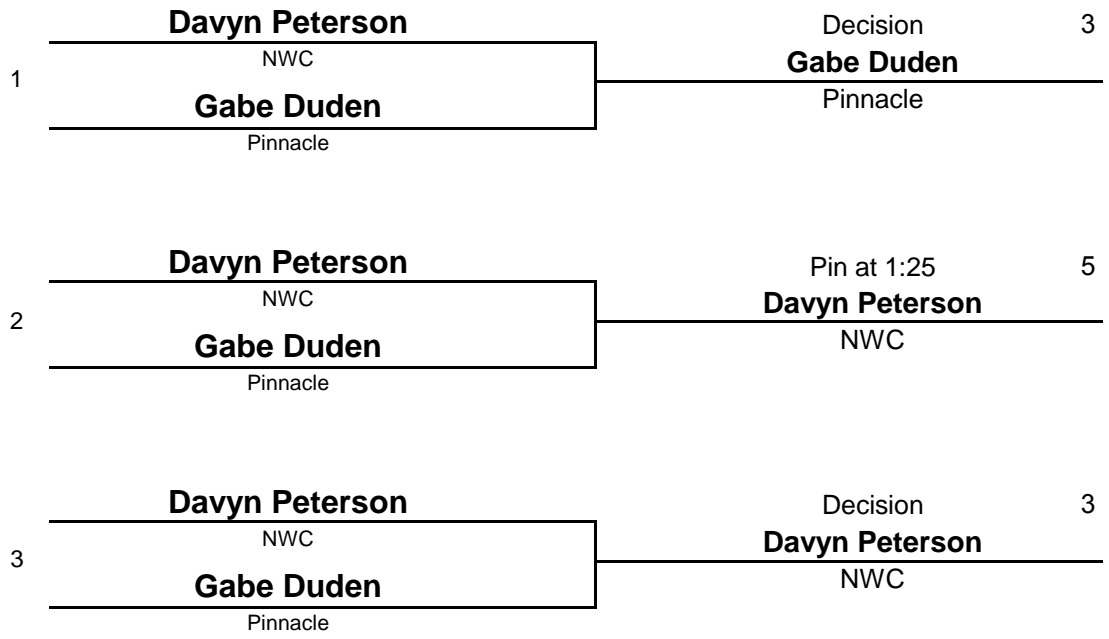 Davyn Peterson
NWC
1
Gabe Duden
Pinnacle
Decision 3
Gabe Duden
Pinnacle
Davyn Peterson
NWC
2
Gabe Duden
Pinnacle
Pin at 1:25 5
Davyn Peterson
NWC
Davyn Peterson
NWC
3
Gabe Duden
Pinnacle
Decision 3
Davyn Peterson
NWC